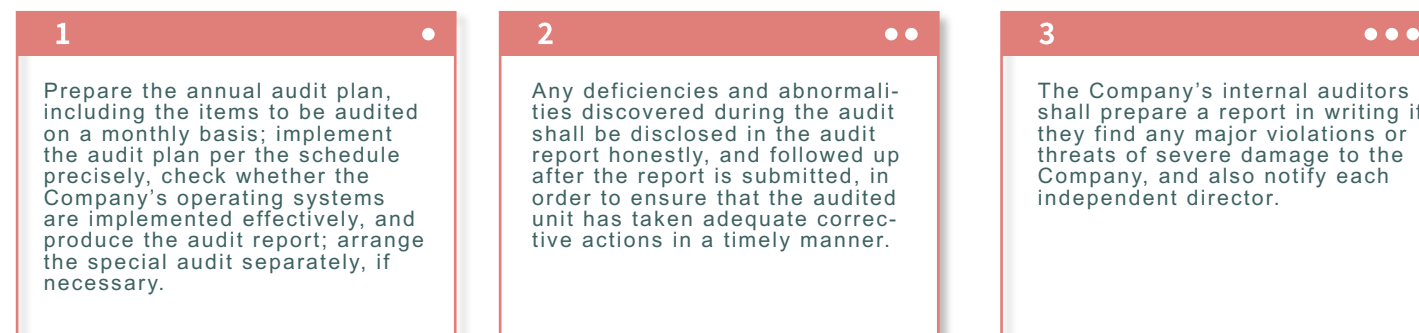 1
Prepare the annual audit plan,
including the items to be audited
on a monthly basis; implement
the audit plan per the schedule
precisely, check whether the
Company’s operating systems
are implemented effectively, and
produce the audit report; arrange
the special audit separately, if
necessary.
2
Any deficiencies and abnormali-
ties discovered during the audit
shall be disclosed in the audit
report honestly, and followed up
after the report is submitted, in
order to ensure that the audited
unit has taken adequate correc-
tive actions in a timely manner.
3
The Company’s internal auditors
shall prepare a report in writing if
they find any major violations or
threats of severe damage to the
Company, and also notify each
independent director.